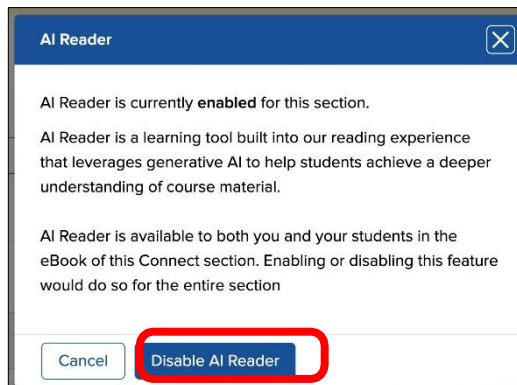 AI Reader
AI Reader is currently enabled for this section.
AI Reader is a learning tool built into our reading experience
that leverages generative AI to help students achieve a deeper
understanding of course material.
AI Reader is available to both you and your students in the
eBook of this Connect section. Enabling or disabling this feature
would do so for the entire section
Cancel Disable AI Reader